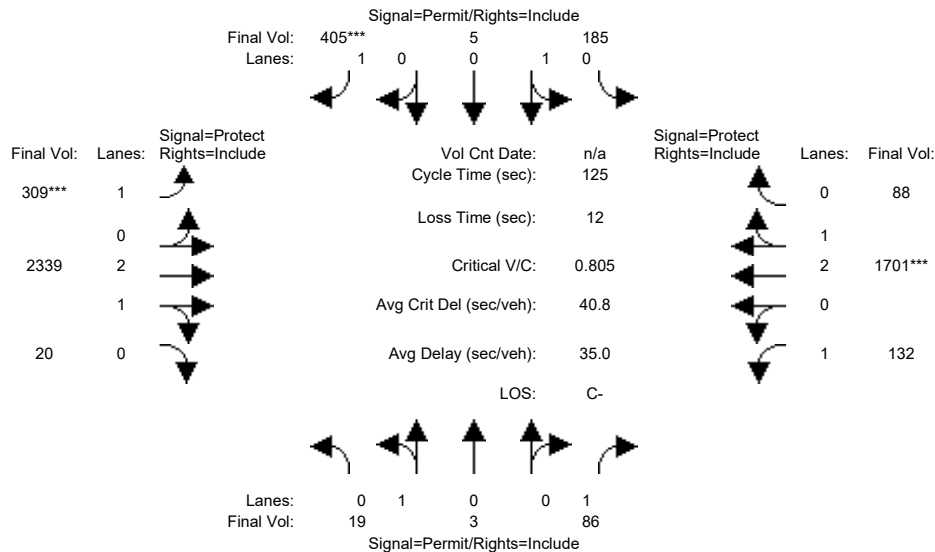 Signal=Permit/Rights=Include
Final Vol: 405*** 5 185
Lanes: 1 0 0 1 0
Signal=Protect
Final Vol: Lanes: Rights=Include
Vol Cnt Date: n/a
Signal=Protect
Rights=Include Lanes: Final Vol:
Cycle Time (sec): 125
309*** 1
0 88
Loss Time (sec): 12
0
1
2339 2
Critical V/C: 0.805
2 1701***
1
Avg Crit Del (sec/veh): 40.8
0
20 0
Avg Delay (sec/veh): 35.0
1 132
LOS: C-
Lanes: 0 1 0 0 1
Final Vol: 19 3 86
Signal=Permit/Rights=Include